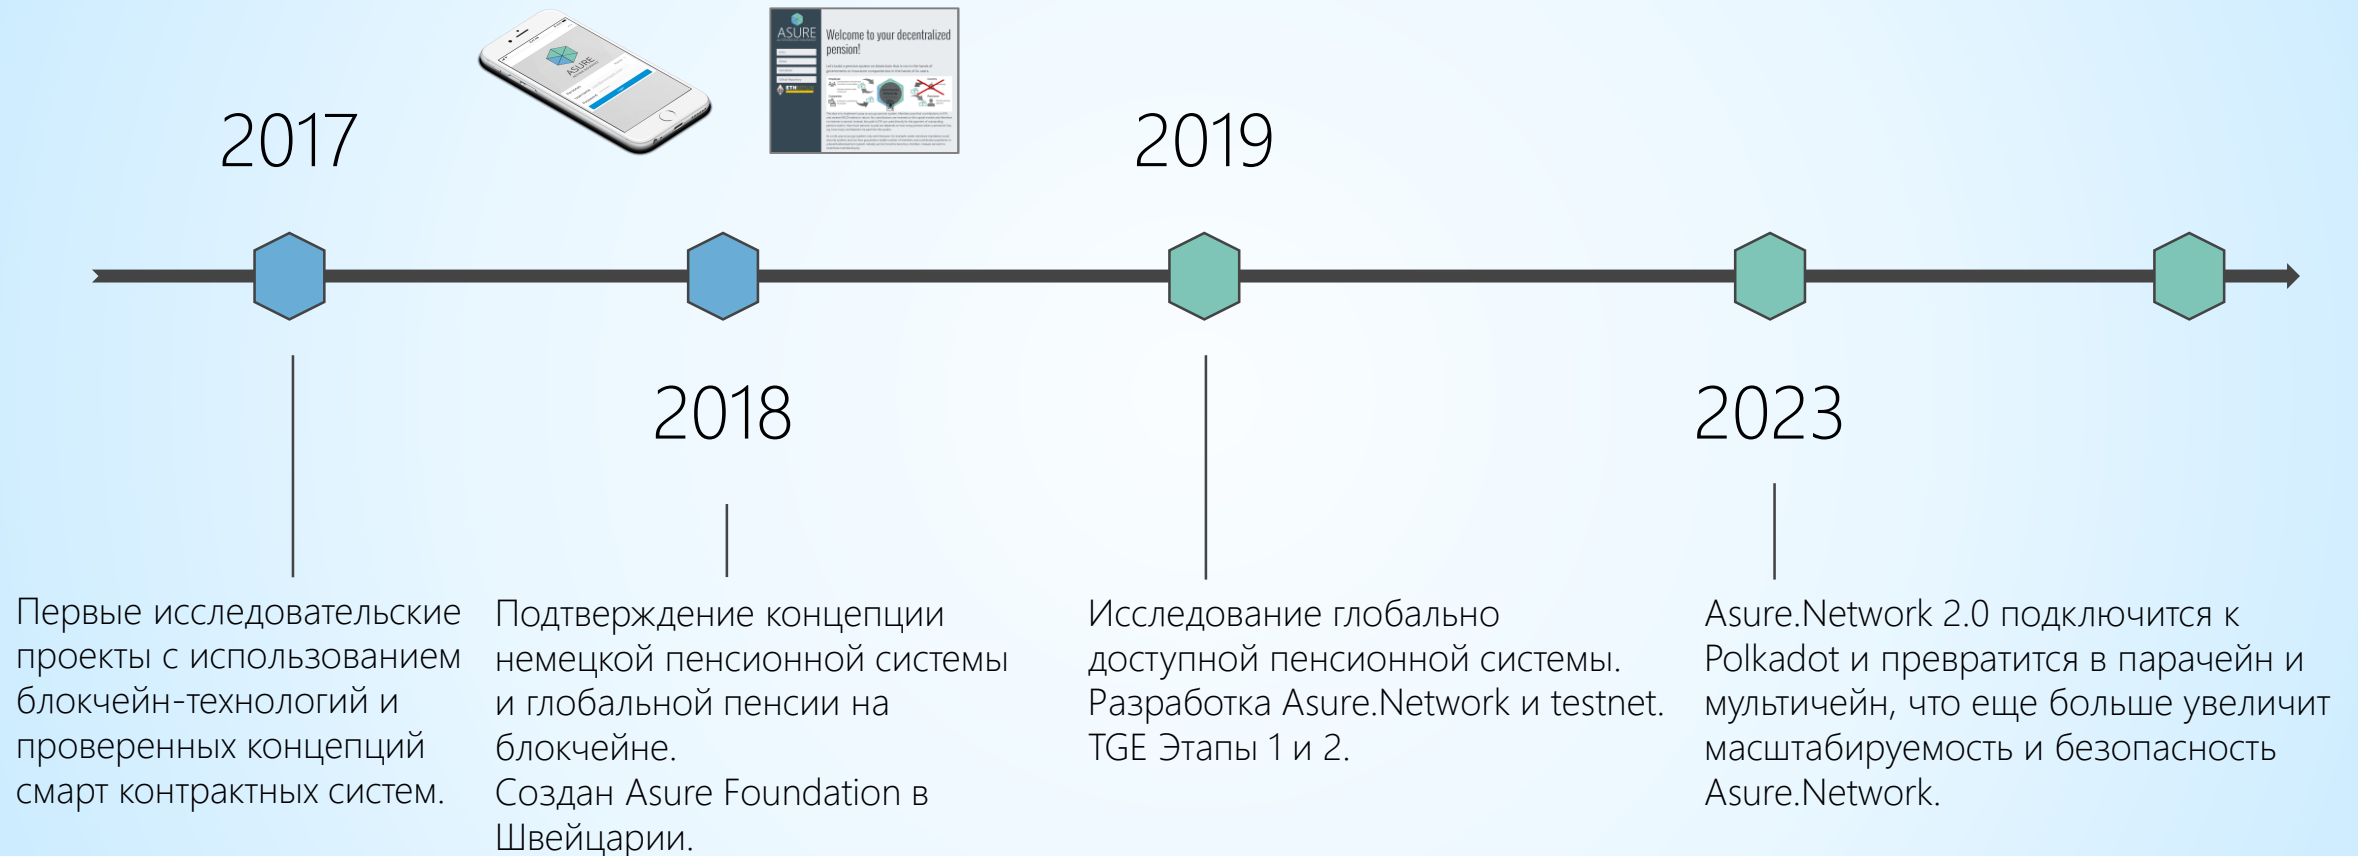 ASURE
ASURE
Welcome to your decentralized
pension!
ETH
2017
2019
2018
2023
Первые исследовательские
проекты с использованием
блокчейн-технологий и
проверенных концепций
смарт контрактных систем.
Подтверждение концепции
немецкой пенсионной системы
и глобальной пенсии на
блокчейне.
Создан Asure Foundation в
Швейцарии.
Исследование глобально
доступной пенсионной системы.
Разработка Asure.Network и testnet.
TGE Этапы 1 и 2.
Asure.Network 2.0 подключится к
Polkadot и превратится в парачейн и
мультичейн, что еще больше увеличит
масштабируемость и безопасность
Asure.Network.